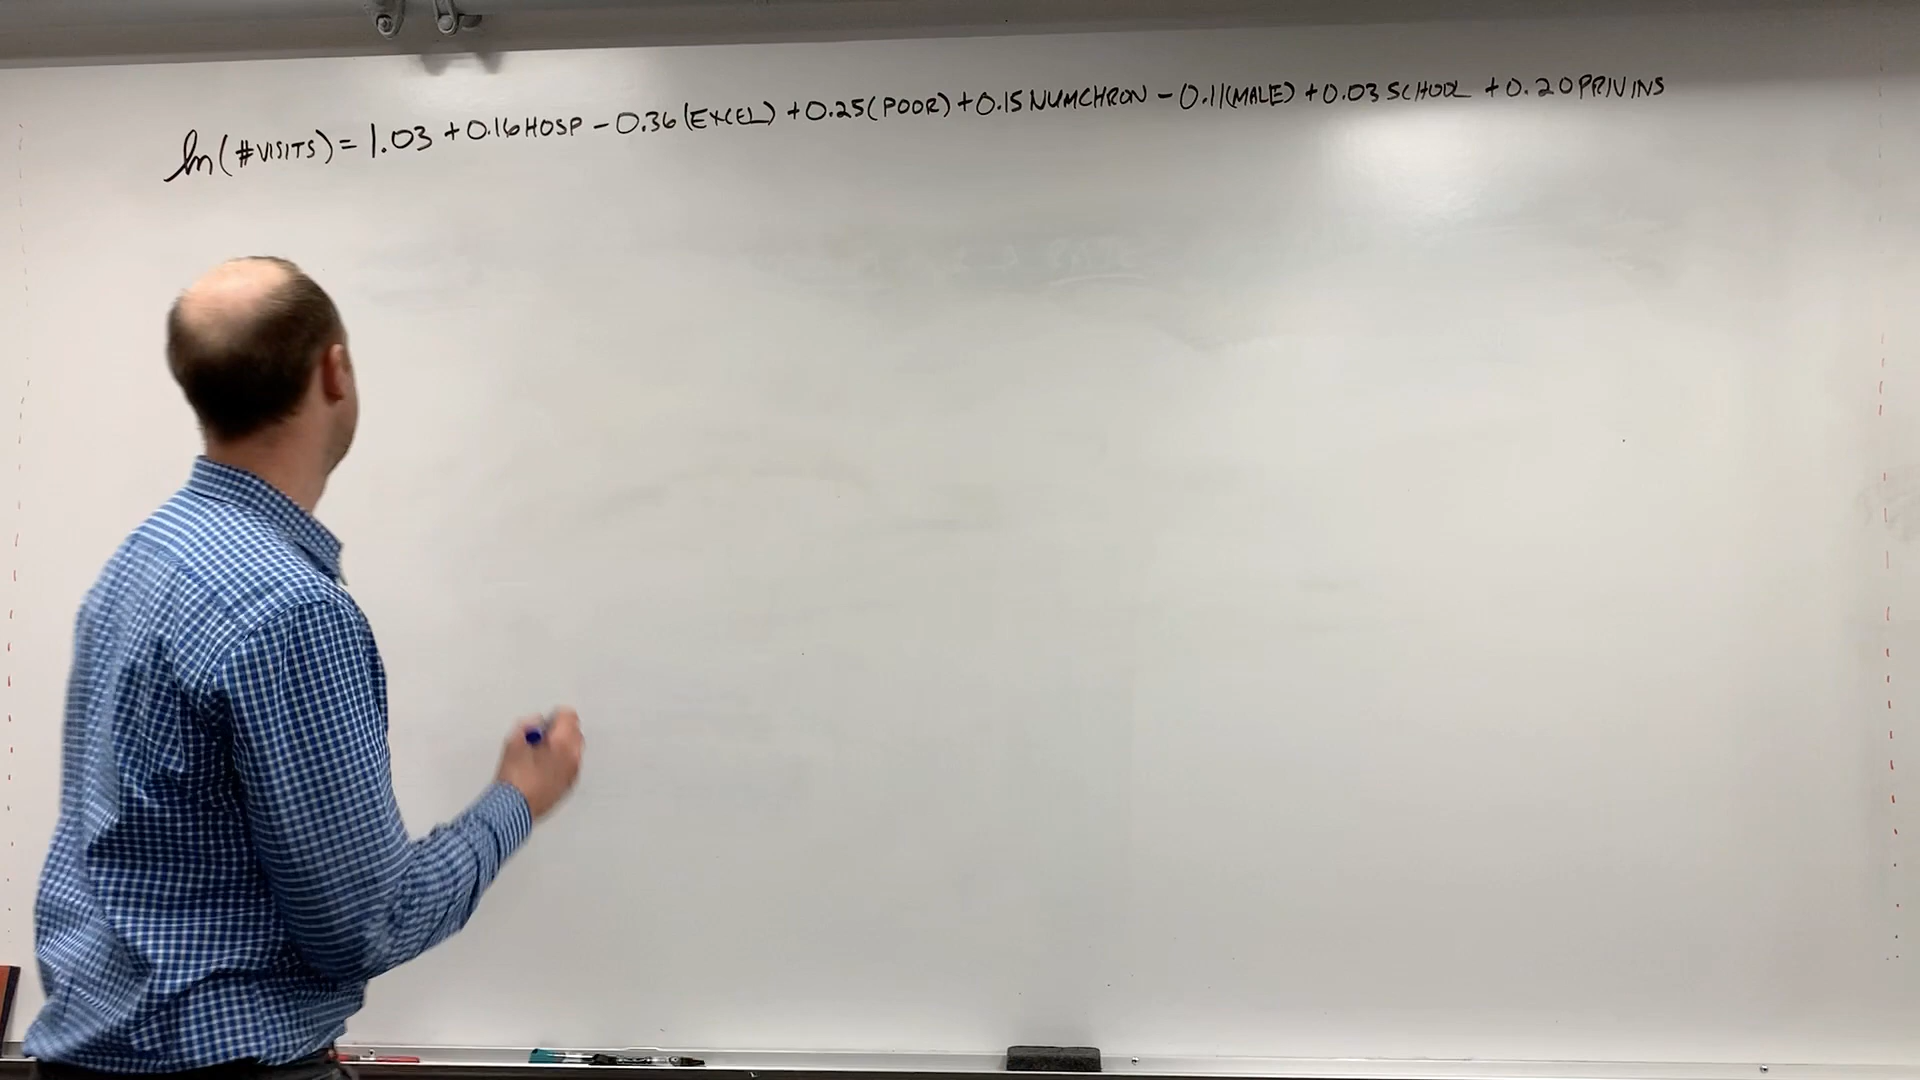 ln(#VISITS) = 1.03 + 0.16 HOSP - 0.36 (EXCEL) + 0.25 (POOR) + 0.15 NUMCHRON - 0.11 (MALE) + 0.03 SCHOOL + 0.20 PRIVINS